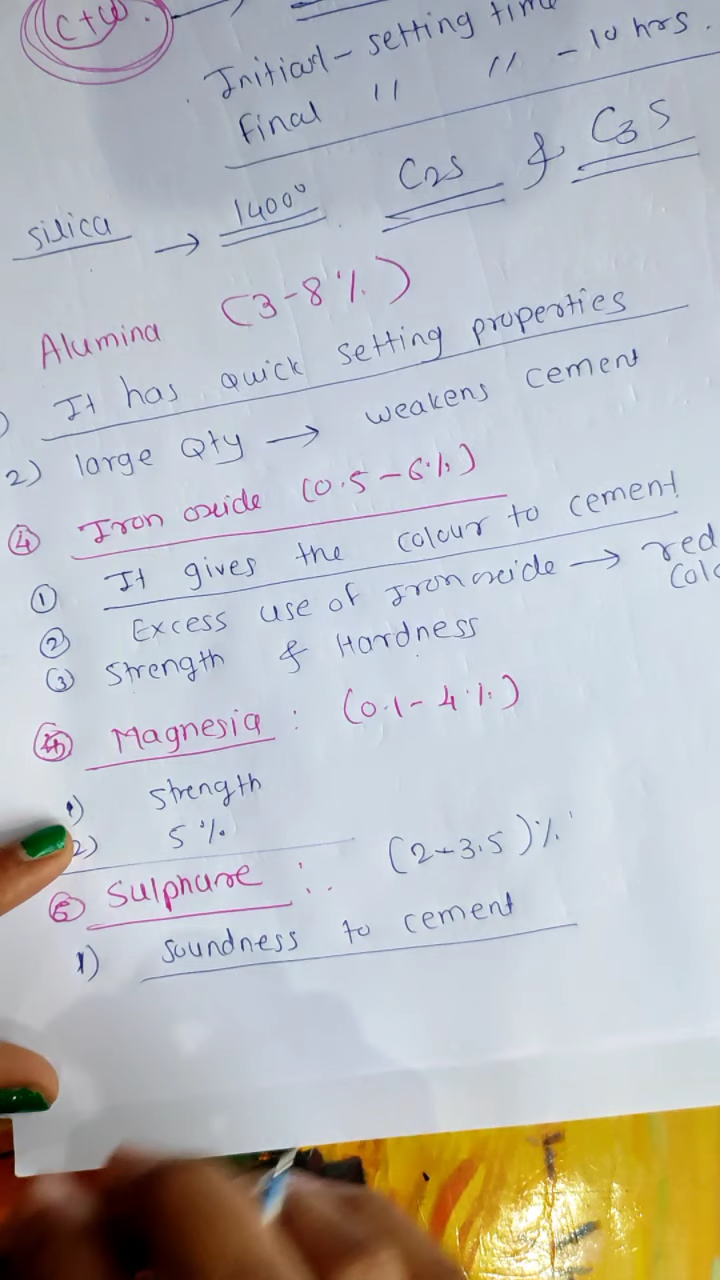 (C+W).
Initial - setting time
Final " " - 10 hrs.
silica → 1400° C2S & C3S
Alumina (3-8%)
) It has quick setting properties
2) large Qty → weakens cement
④ Iron oxide (0.5-6%)
① It gives the colour to cement
② Excess use of Iron oxide → red
③ Strength & Hardness
Magnesia : (0.1-4%)
1) Strength
2) 5%
⑥ Sulphure : (2-3.5)%
1) Soundness to cement